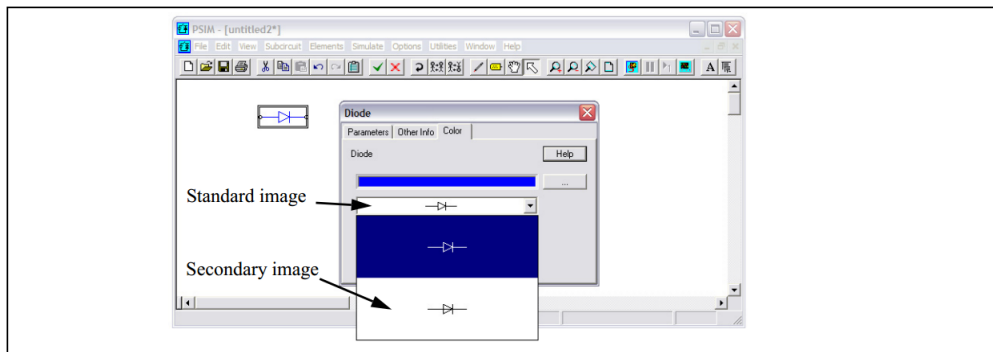 PSIM - [untitled2*]
File Edit View Subcircuit Elements Simulate Options Utilities Window Help
Diode
Parameters Other Info Color
Diode
Help
...
Standard image
Secondary image